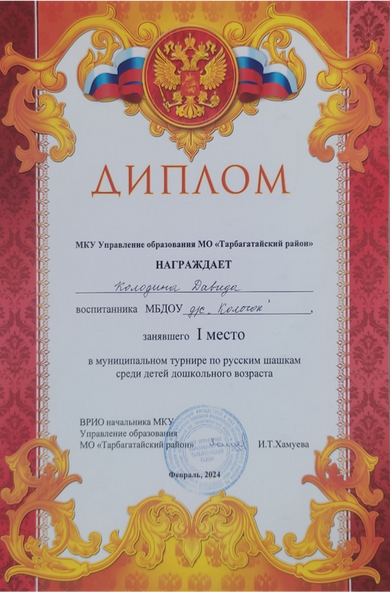 ДИПЛОМ
МКУ Управление образования МО «Тарбагатайский район»
НАГРАЖДАЕТ
Колодина Давида
воспитанника МБДОУ д/с „Колосок"
занявшего I место
в муниципальном турнире по русским шашкам
среди детей дошкольного возраста
ВРИО начальника МКУ
Управление образования
МО «Тарбагатайский район» И.Т.Хамуева
Февраль, 2024